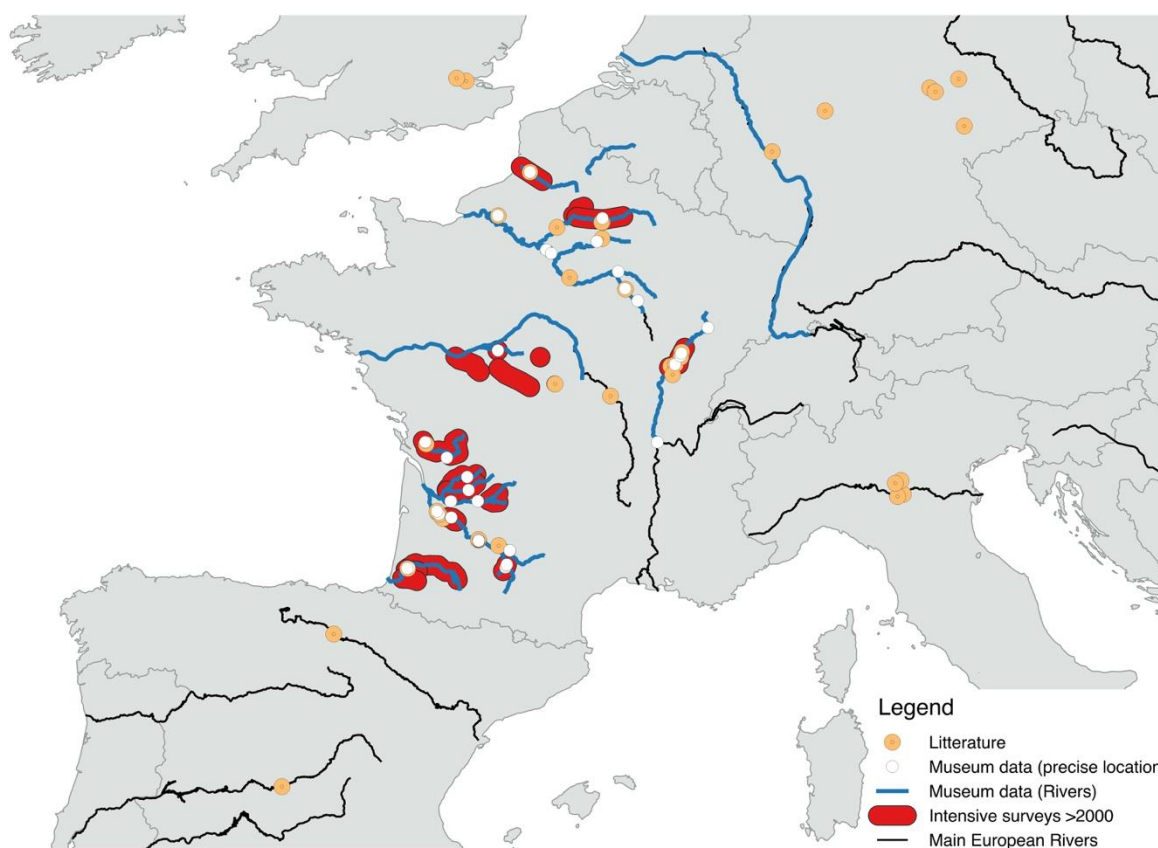 Legend
Litterature
Museum data (precise location
Museum data (Rivers)
Intensive surveys >2000
Main European Rivers